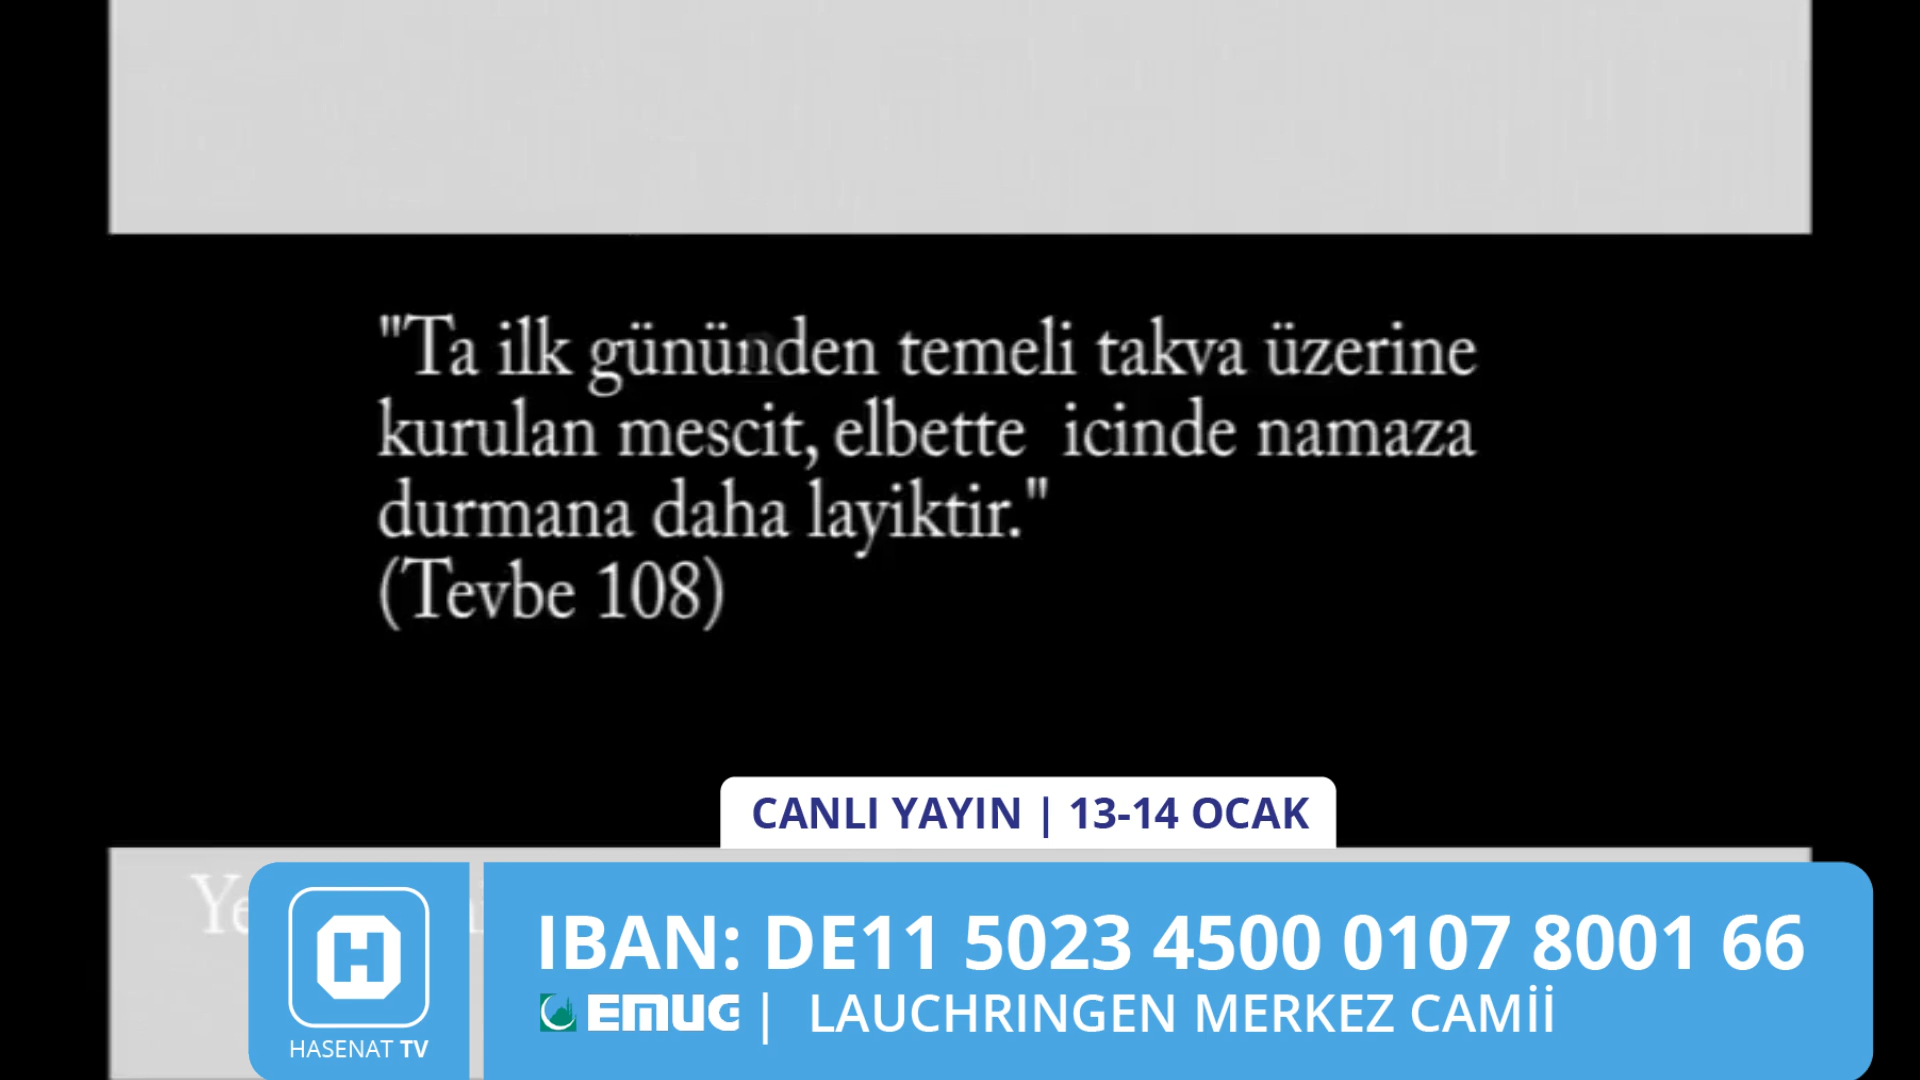 "Ta ilk gününden temeli takva üzerine
kurulan mescit, elbette icinde namaza
durmana daha layiktir."
(Tevbe 108)
CANLI YAYIN | 13-14 OCAK
IBAN: DE11 5023 4500 0107 8001 66
EMUG | LAUCHRINGEN MERKEZ CAMİİ
HASENAT TV